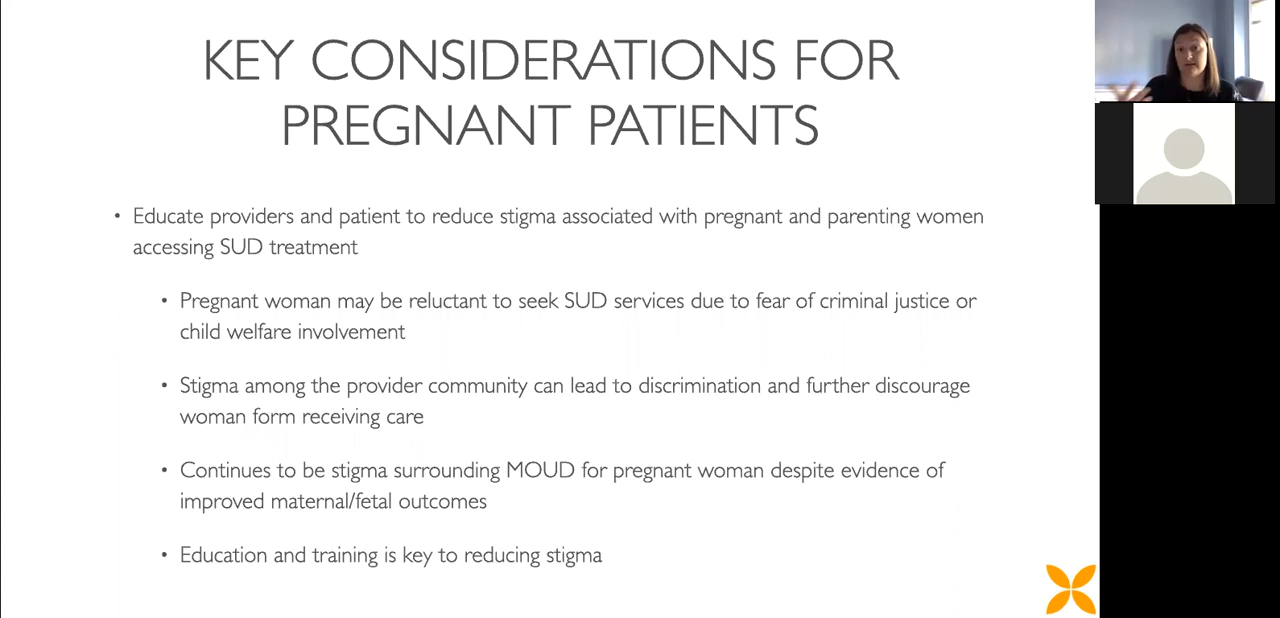 KEY CONSIDERATIONS FOR
PREGNANT PATIENTS
• Educate providers and patient to reduce stigma associated with pregnant and parenting women
accessing SUD treatment
• Pregnant woman may be reluctant to seek SUD services due to fear of criminal justice or
child welfare involvement
• Stigma among the provider community can lead to discrimination and further discourage
woman form receiving care
• Continues to be stigma surrounding MOUD for pregnant woman despite evidence of
improved maternal/fetal outcomes
• Education and training is key to reducing stigma